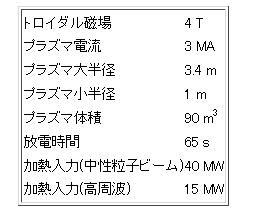 トロイダル磁場 4 T
プラズマ電流 3 MA
プラズマ大半径 3.4 m
プラズマ小半径 1 m
プラズマ体積 90 m³
放電時間 65 s
加熱入力(中性粒子ビーム) 40 MW
加熱入力(高周波) 15 MW